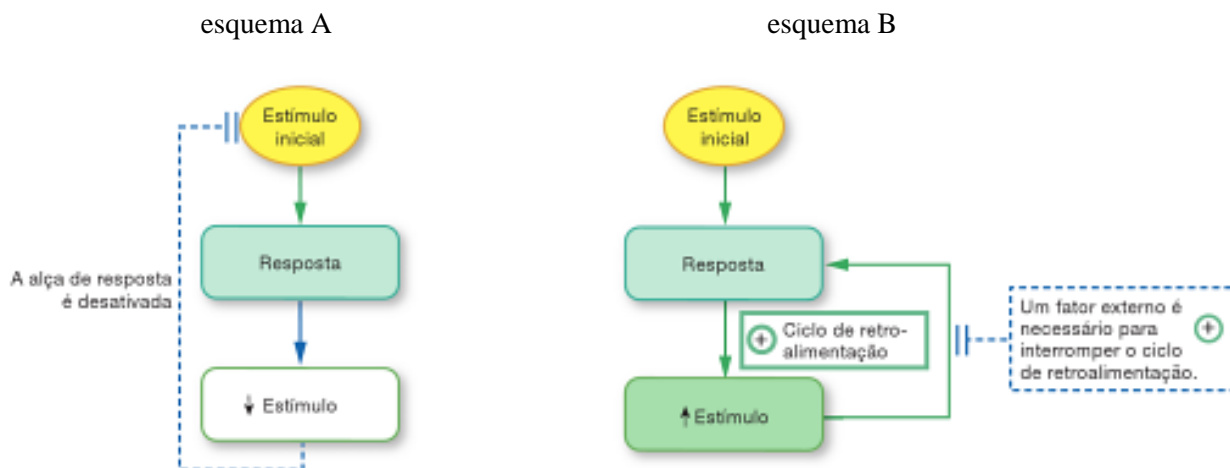 esquema A
Estímulo
inicial
Resposta
A alça de resposta
é desativada
↓ Estímulo
esquema B
Estímulo
inicial
Resposta
+ Ciclo de retro-
alimentação
Um fator externo é
necessário para +
interromper o ciclo
de retroalimentação.
↑ Estímulo